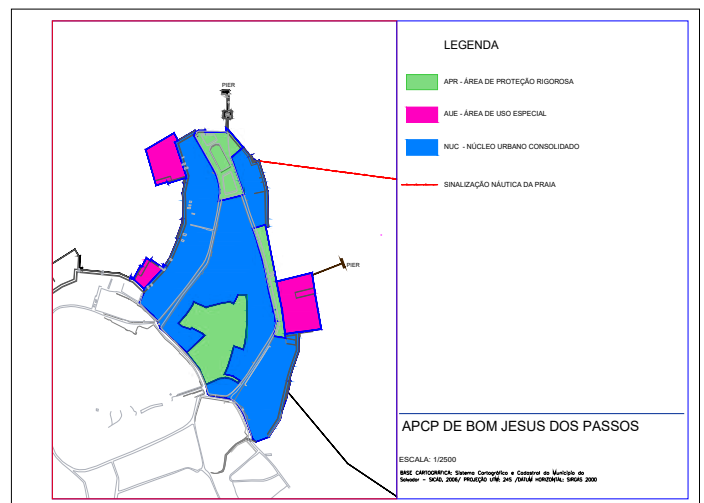 LEGENDA
APR - ÁREA DE PROTEÇÃO RIGOROSA
AUE - ÁREA DE USO ESPECIAL
NUC - NÚCLEO URBANO CONSOLIDADO
SINALIZAÇÃO NÁUTICA DA PRAIA
PIER
PIER
APCP DE BOM JESUS DOS PASSOS
ESCALA: 1/2500
BASE CARTOGRÁFICA: Sistema Cartográfico e Cadastral do Município do
Salvador - SICAD, 2006/ PROJEÇÃO UTM: 24S /DATUM HORIZONTAL: SIRGAS 2000